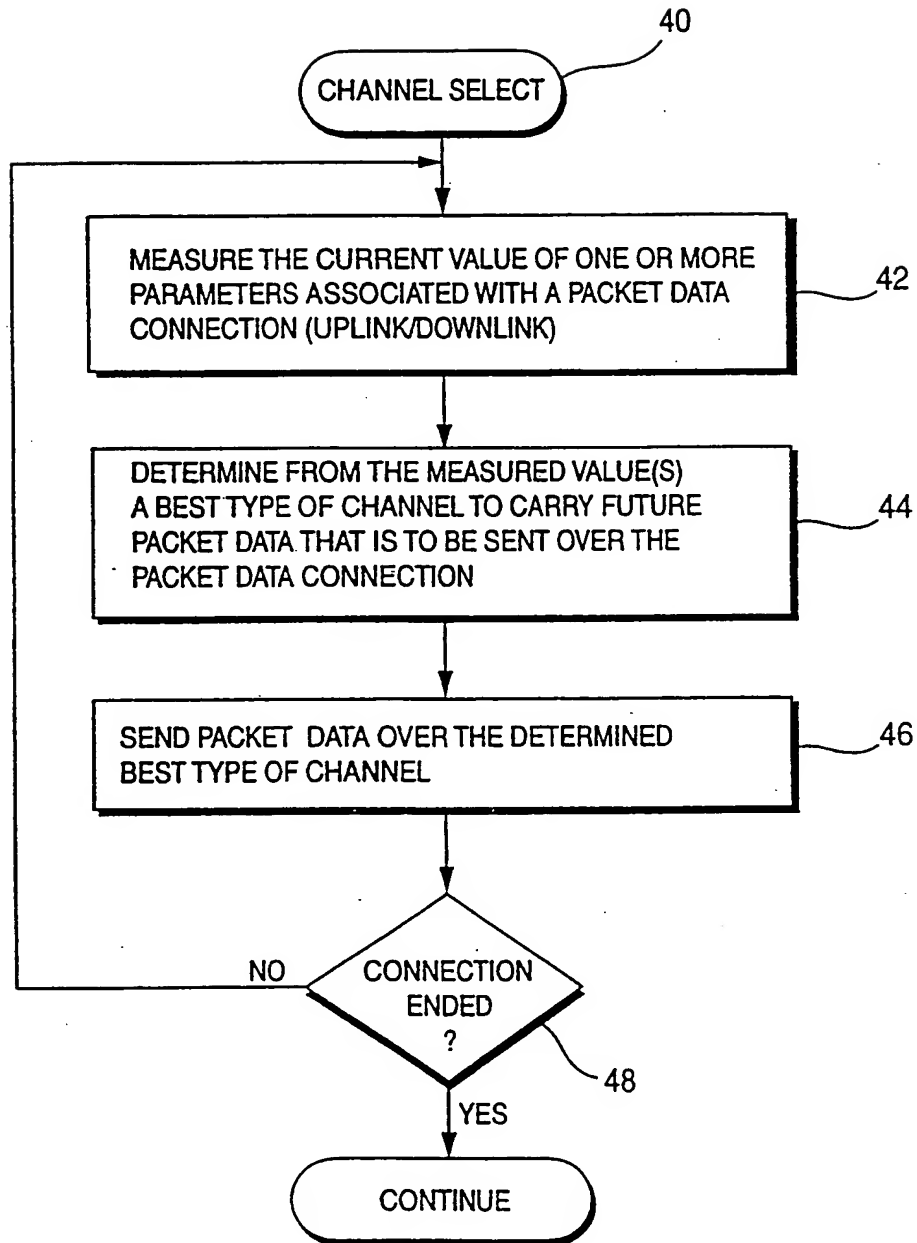 40
CHANNEL SELECT
MEASURE THE CURRENT VALUE OF ONE OR MORE
PARAMETERS ASSOCIATED WITH A PACKET DATA
CONNECTION (UPLINK/DOWNLINK)
42
DETERMINE FROM THE MEASURED VALUE(S)
A BEST TYPE OF CHANNEL TO CARRY FUTURE
PACKET DATA THAT IS TO BE SENT OVER THE
PACKET DATA CONNECTION
44
SEND PACKET DATA OVER THE DETERMINED
BEST TYPE OF CHANNEL
46
NO
CONNECTION
ENDED
?
48
YES
CONTINUE